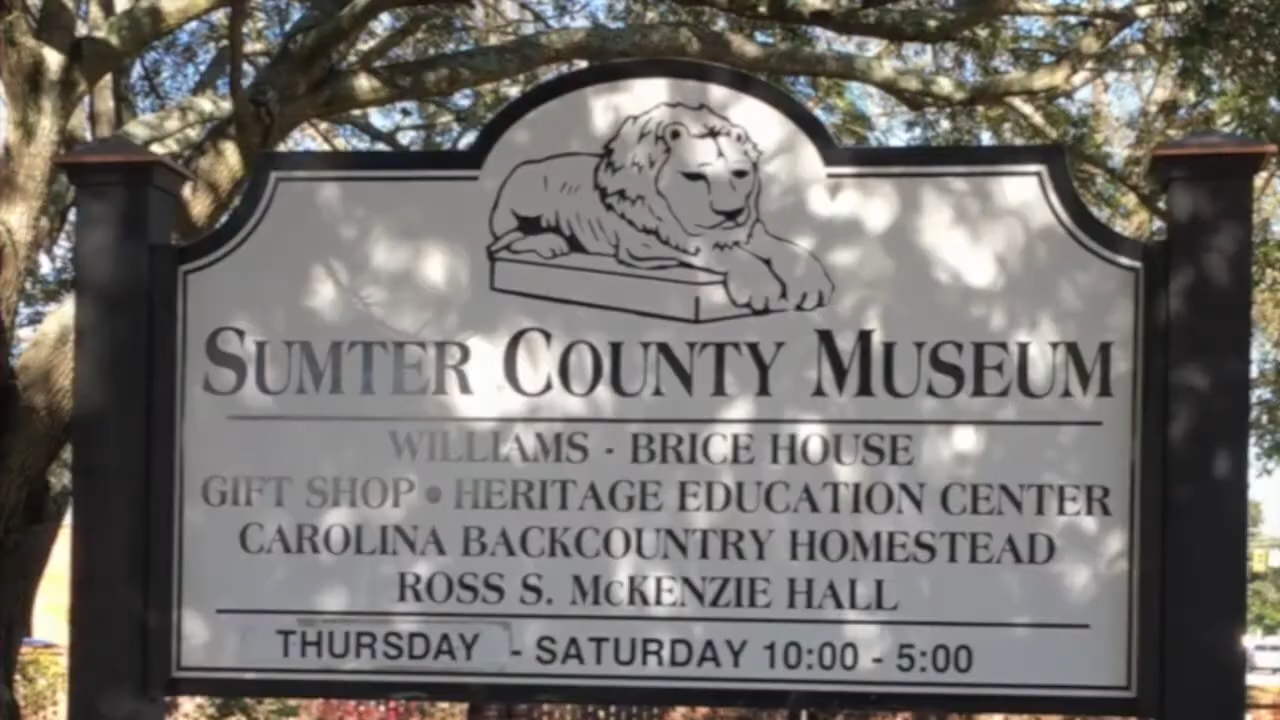 SUMTER COUNTY MUSEUM
WILLIAMS - BRICE HOUSE
GIFT SHOP • HERITAGE EDUCATION CENTER
CAROLINA BACKCOUNTRY HOMESTEAD
ROSS S. McKENZIE HALL
THURSDAY - SATURDAY 10:00 - 5:00